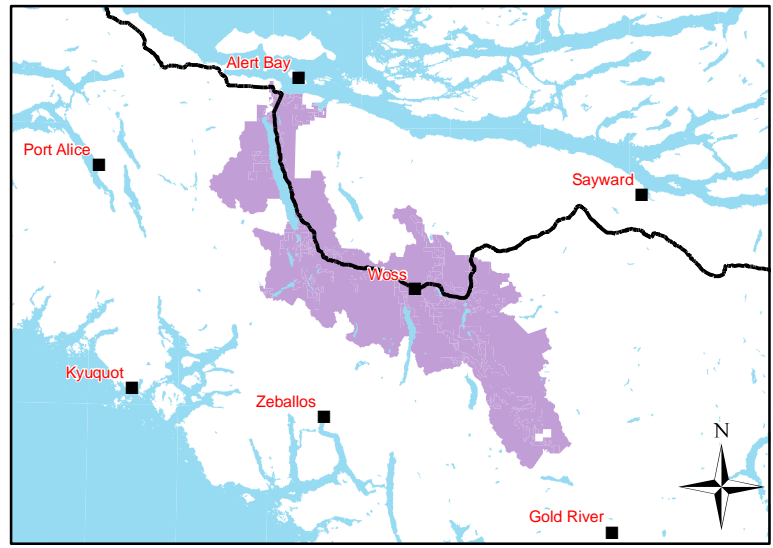 Alert Bay
Port Alice
Sayward
Woss
Kyuquot
Zeballos
N
Gold River